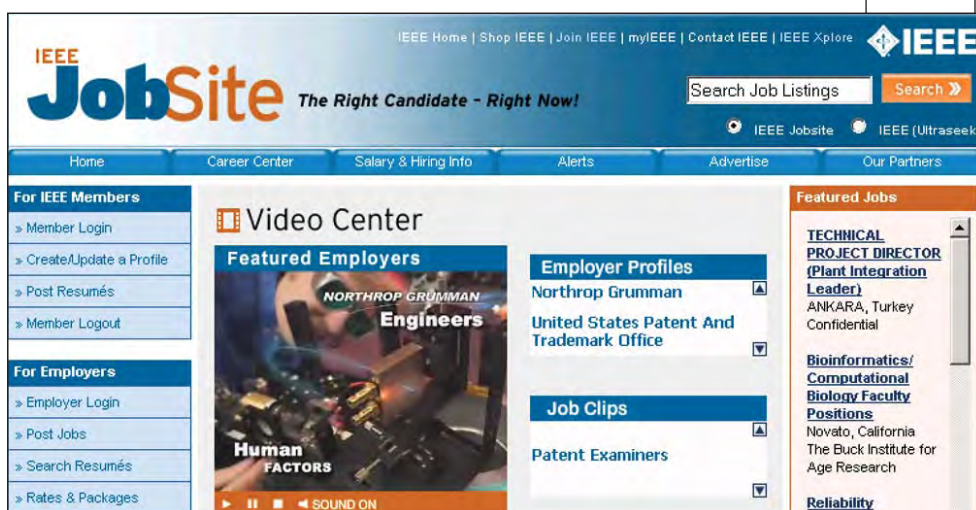 IEEE Home | Shop IEEE | Join IEEE | myIEEE | Contact IEEE | IEEE Xplore
IEEE
IEEE
JobSite
The Right Candidate - Right Now!
Search Job Listings
Search »
IEEE Jobsite
IEEE (Ultraseek
Home
Career Center
Salary & Hiring Info
Alerts
Advertise
Our Partners
For IEEE Members
» Member Login
» Create/Update a Profile
» Post Resumés
» Member Logout
For Employers
» Employer Login
» Post Jobs
» Search Resumés
» Rates & Packages
Video Center
Featured Employers
NORTHROP GRUMMAN
Engineers
Human
FACTORS
SOUND ON
Employer Profiles
Northrop Grumman
United States Patent And
Trademark Office
Job Clips
Patent Examiners
Featured Jobs
TECHNICAL
PROJECT DIRECTOR
(Plant Integration
Leader)
ANKARA, Turkey
Confidential
Bioinformatics/
Computational
Biology Faculty
Positions
Novato, California
The Buck Institute for
Age Research
Reliability